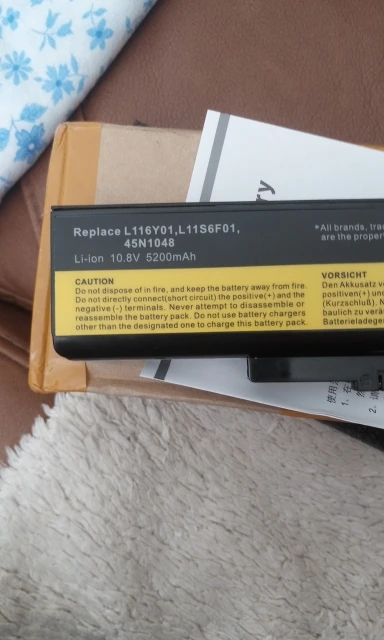 ry
Replace L116Y01,L11S6F01,
45N1048
Li-ion 10.8V 5200mAh
*All brands,
are the
CAUTION
Do not dispose of in fire, and keep the battery away from fire.
Do not directly connect(short circuit) the positive(+) and the
negative (-) terminals. Never attempt to disassemble or
reassemble the battery pack. Do not use battery chargers
other than the designated one to charge this battery pack.
VORSICHT
Den Akkusatz
positiven(+)
(Kurzschluß).
baulich zu
Batterieladege